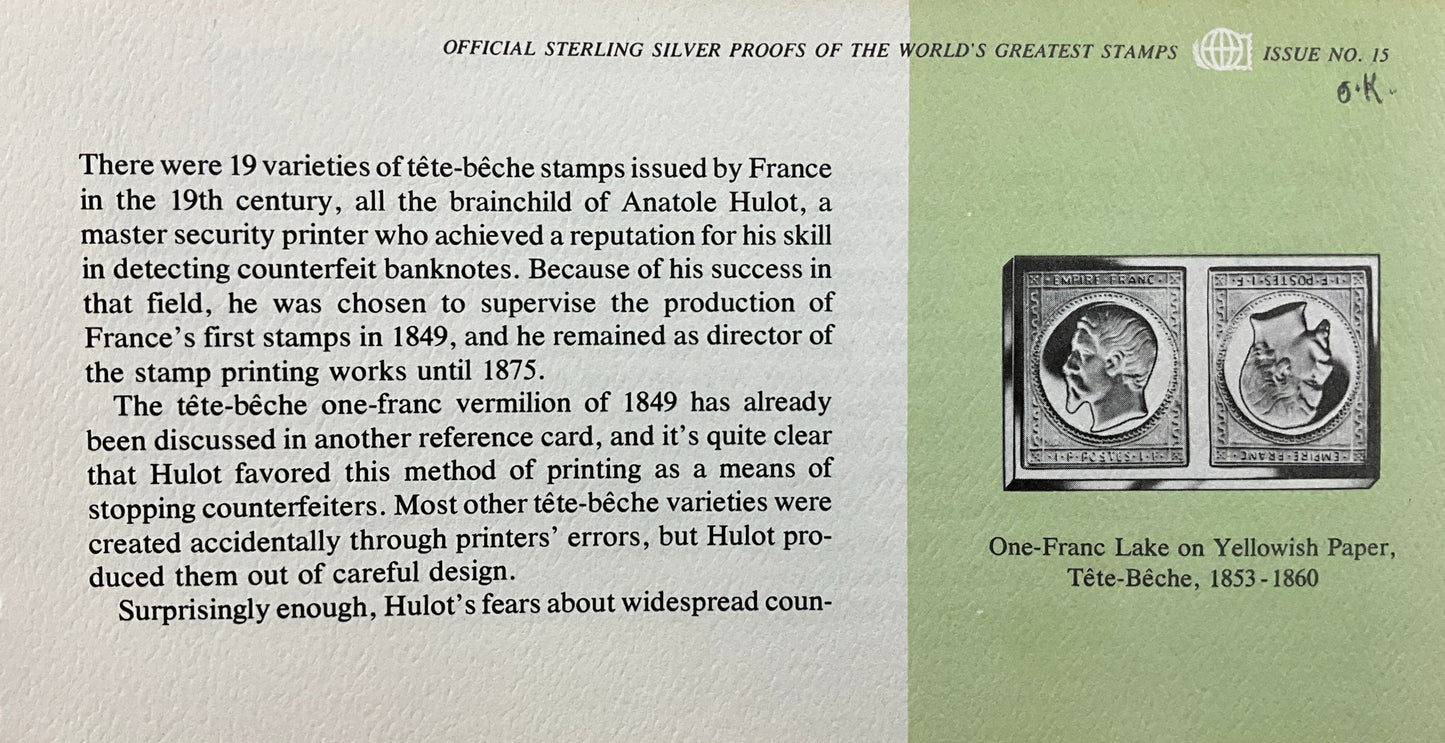 OFFICIAL STERLING SILVER PROOFS OF THE WORLD'S GREATEST STAMPS ISSUE NO. 15
O.K.
There were 19 varieties of tête-bêche stamps issued by France
in the 19th century, all the brainchild of Anatole Hulot, a
master security printer who achieved a reputation for his skill
in detecting counterfeit banknotes. Because of his success in
that field, he was chosen to supervise the production of
France's first stamps in 1849, and he remained as director of
the stamp printing works until 1875.
The tête-bêche one-franc vermilion of 1849 has already
been discussed in another reference card, and it's quite clear
that Hulot favored this method of printing as a means of
stopping counterfeiters. Most other tête-bêche varieties were
created accidentally through printers' errors, but Hulot pro-
duced them out of careful design.
Surprisingly enough, Hulot's fears about widespread coun-
EMPIRE FRANC
·1·F·POSTES·1·F·
·1·F·POSTES·1·F·
EMPIRE FRANC
One-Franc Lake on Yellowish Paper,
Tête-Bêche, 1853-1860